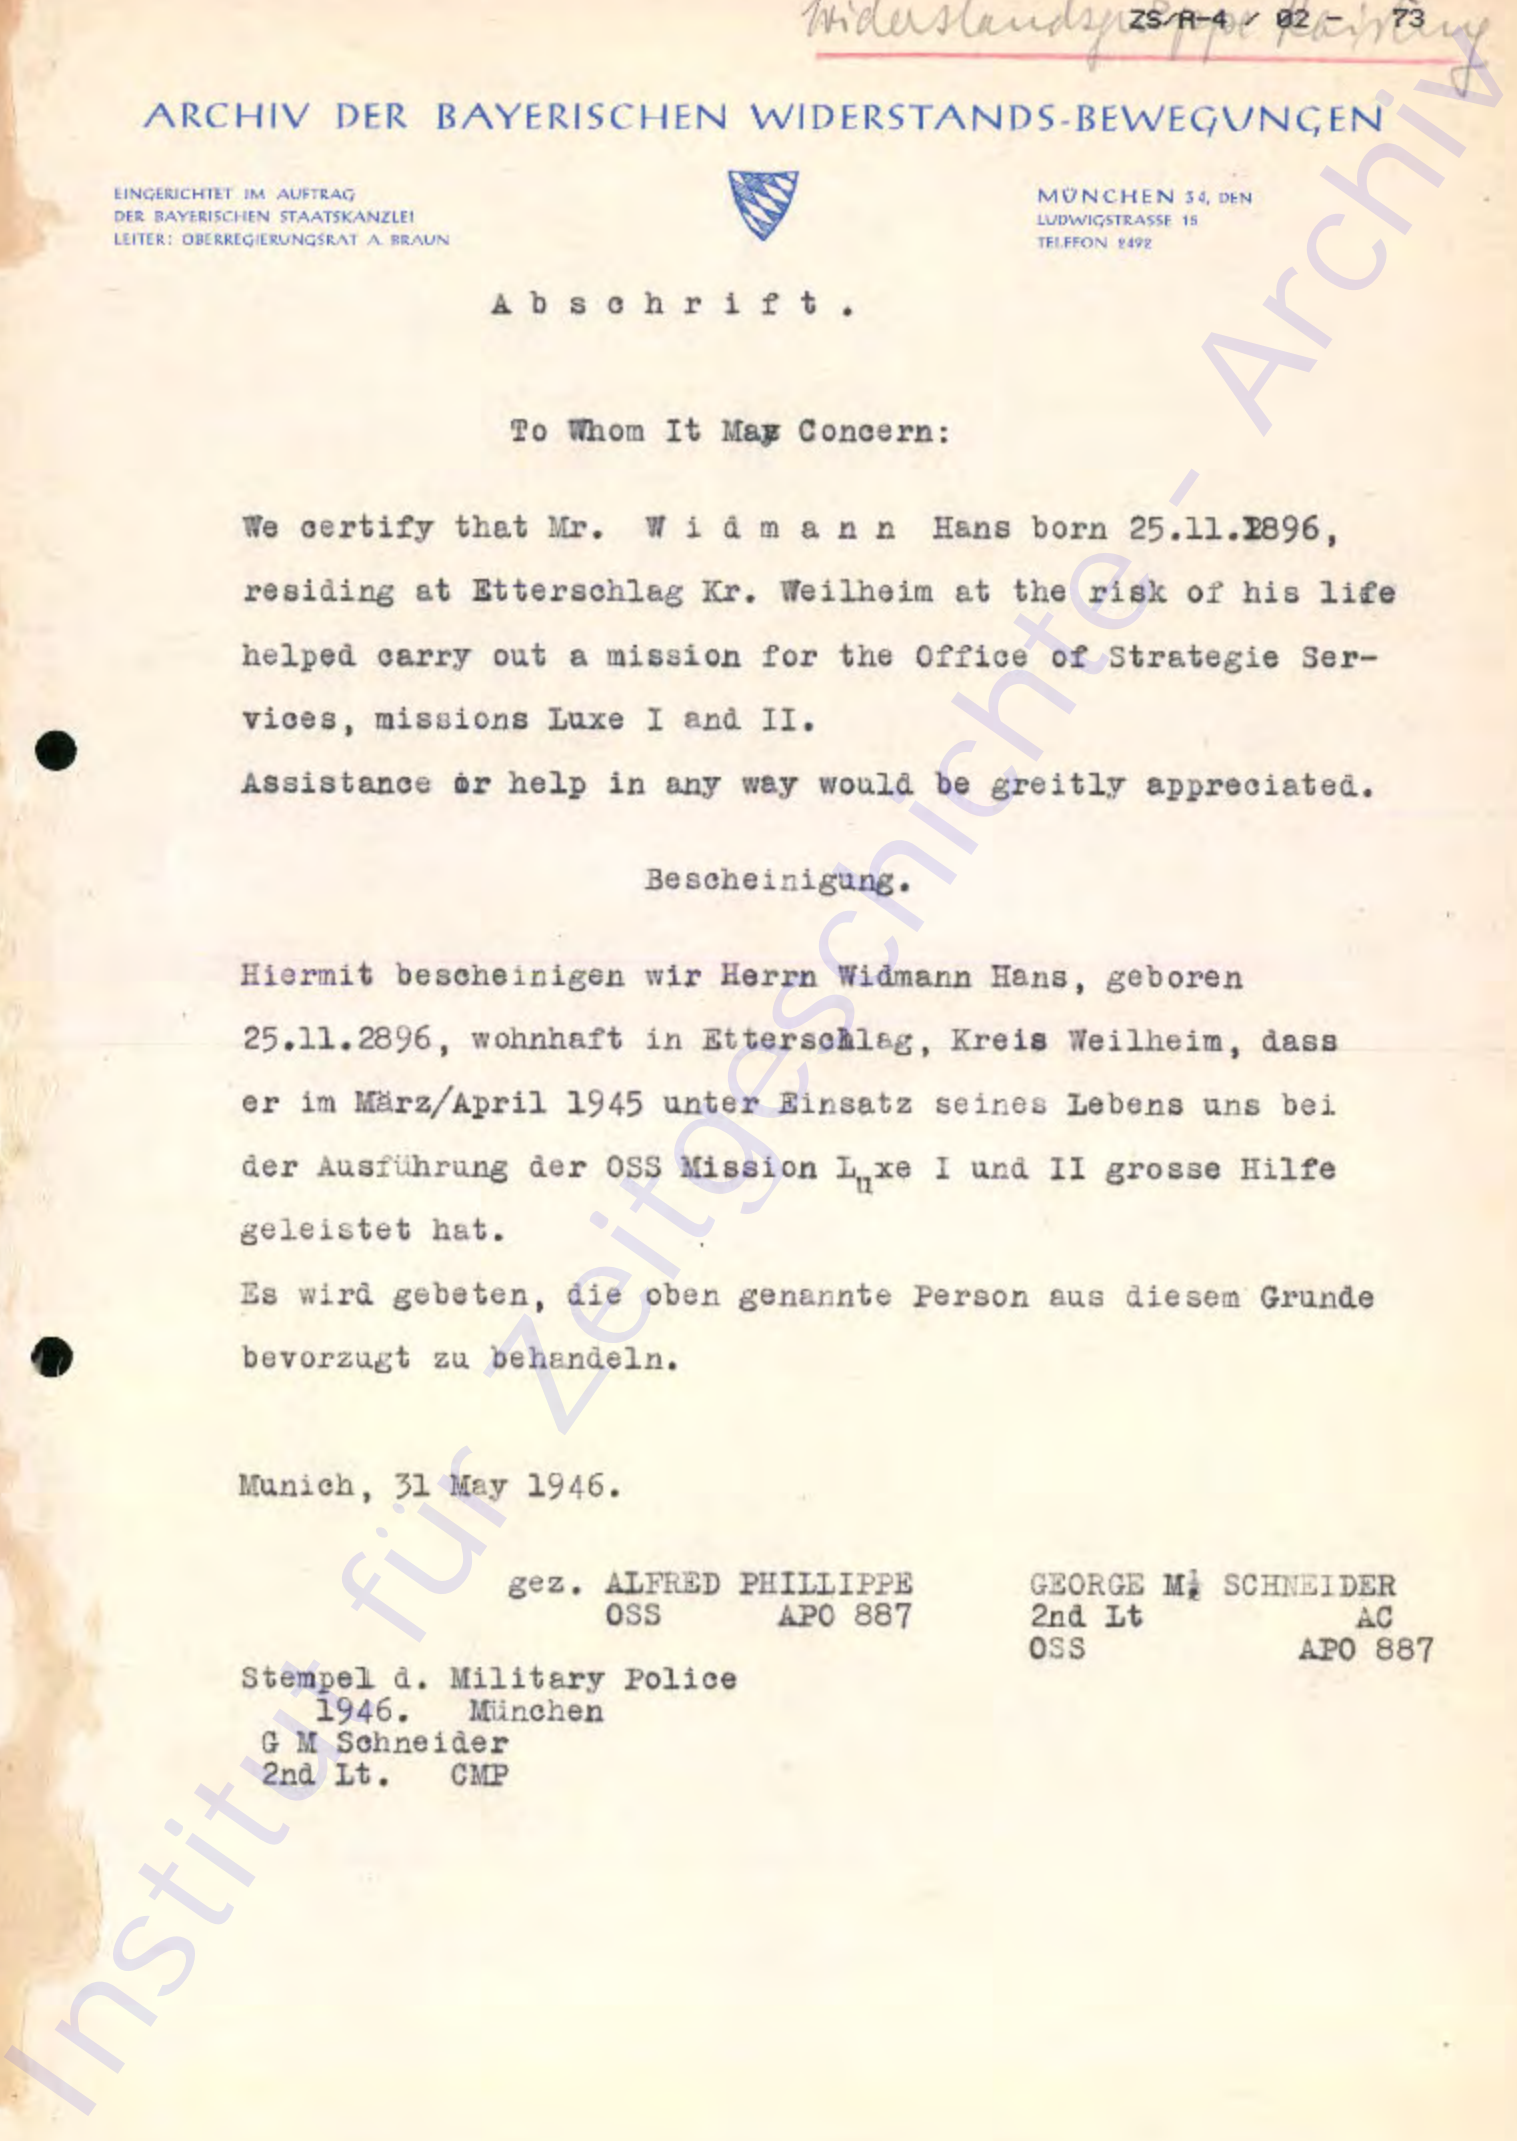 Widerstandsgruppe Raisting
ZS/A-4 / 02 - 73
ARCHIV DER BAYERISCHEN WIDERSTANDS-BEWEGUNGEN
EINGERICHTET IM AUFTRAG
DER BAYERISCHEN STAATSKANZLEI
LEITER: OBERREGIERUNGSRAT A. BRAUN
MÜNCHEN 34, DEN
LUDWIGSTRASSE 15
TELEFON 2492
Abschrift.
To Whom It May Concern:
We certify that Mr. Widmann Hans born 25.11.1896,
residing at Etterschlag Kr. Weilheim at the risk of his life
helped carry out a mission for the Office of Strategie Ser-
vices, missions Luxe I and II.
Assistance or help in any way would be greitly appreciated.
Bescheinigung.
Hiermit bescheinigen wir Herrn Widmann Hans, geboren
25.11.2896, wohnhaft in Etterschlag, Kreis Weilheim, dass
er im März/April 1945 unter Einsatz seines Lebens uns bei
der Ausführung der OSS Mission Luxe I und II grosse Hilfe
geleistet hat.
Es wird gebeten, die oben genannte Person aus diesem Grunde
bevorzugt zu behandeln.
Munich, 31 May 1946.
gez. ALFRED PHILLIPPE
OSS APO 887
GEORGE M. SCHNEIDER
2nd Lt AC
OSS APO 887
Stempel d. Military Police
1946. München
G M Schneider
2nd Lt. CMP
Institut für Zeitgeschichte - Archiv